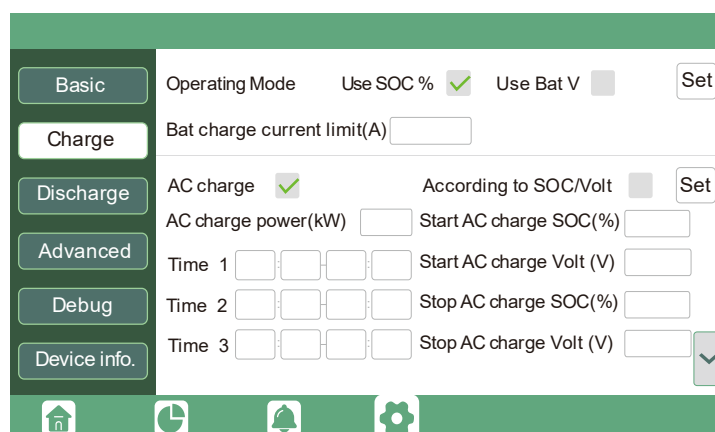 Basic
Charge
Discharge
Advanced
Debug
Device info.
Operating Mode Use SOC % Use Bat V Set
Bat charge current limit(A)
AC charge According to SOC/Volt Set
AC charge power(kW) Start AC charge SOC(%)
Time 1 : - : Start AC charge Volt (V)
Time 2 : - : Stop AC charge SOC(%)
Time 3 : - : Stop AC charge Volt (V)